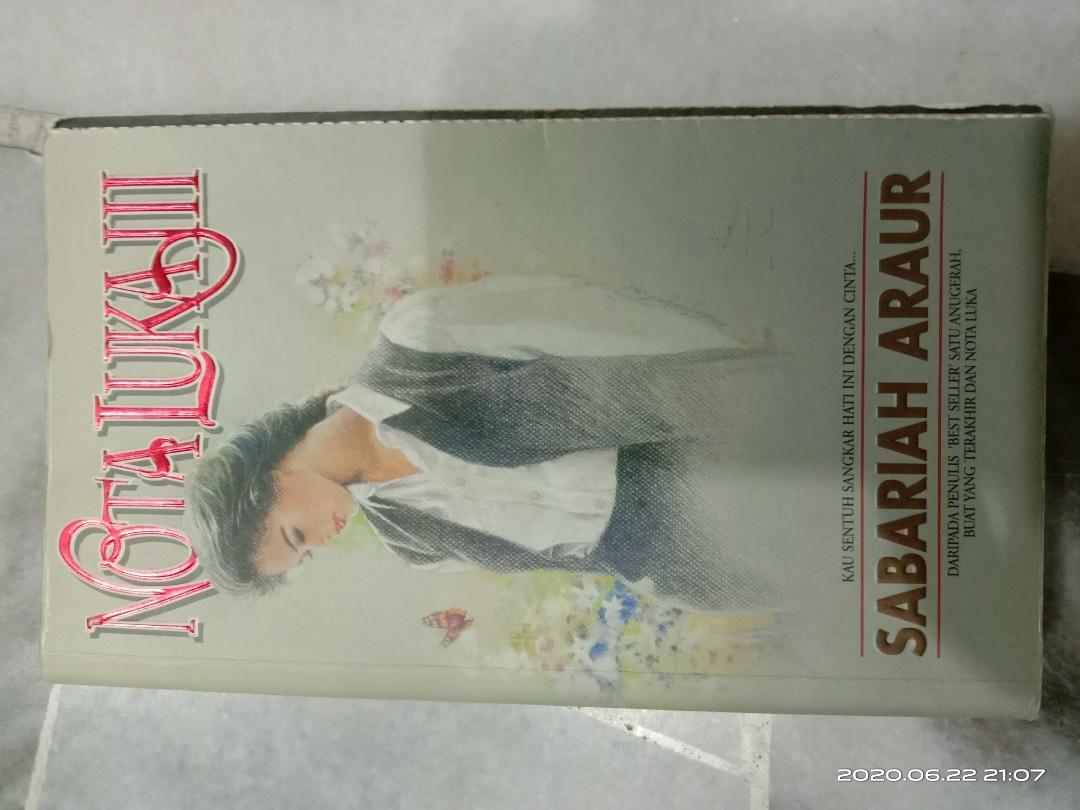 NOTA LUKA III
KAU SENTUH SANGKAR HATI INI DENGAN CINTA...
SABARIAH ARAUR
DARIPADA PENULIS 'BEST SELLER' SATU ANUGERAH,
BUAT YANG TERAKHIR DAN NOTA LUKA
2020.06.22 21:07